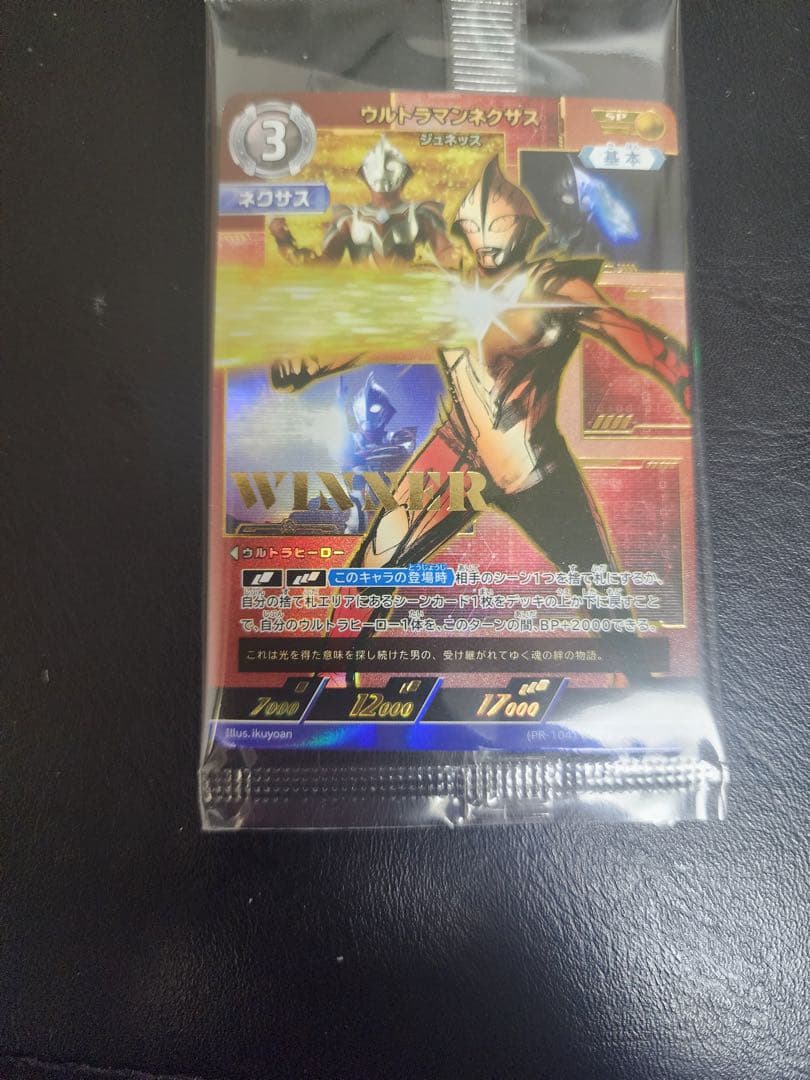 ウルトラマンネクサス
ジュネッス
SP
3
基本
ネクサス
WINNER
ウルトラヒーロー
このキャラの登場時 相手のシーン1つを捨て札にするか、
自分の捨て札エリアにあるシーンカード1枚をデッキの上か下に戻すこと
で、自分のウルトラヒーロー1体を、このターンの間、BP+2000できる。
これは光を得た意味を探し続けた男の、受け継がれてゆく魂の絆の物語。
7000 12000 17000
Illus.ikuyoan (PR-104)